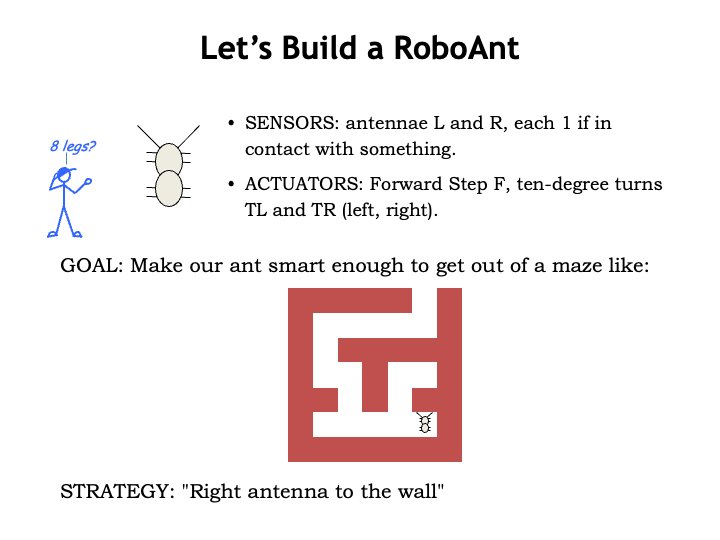 Let's Build a RoboAnt
8 legs?
• SENSORS: antennae L and R, each 1 if in
contact with something.
• ACTUATORS: Forward Step F, ten-degree turns
TL and TR (left, right).
GOAL: Make our ant smart enough to get out of a maze like:
STRATEGY: "Right antenna to the wall"